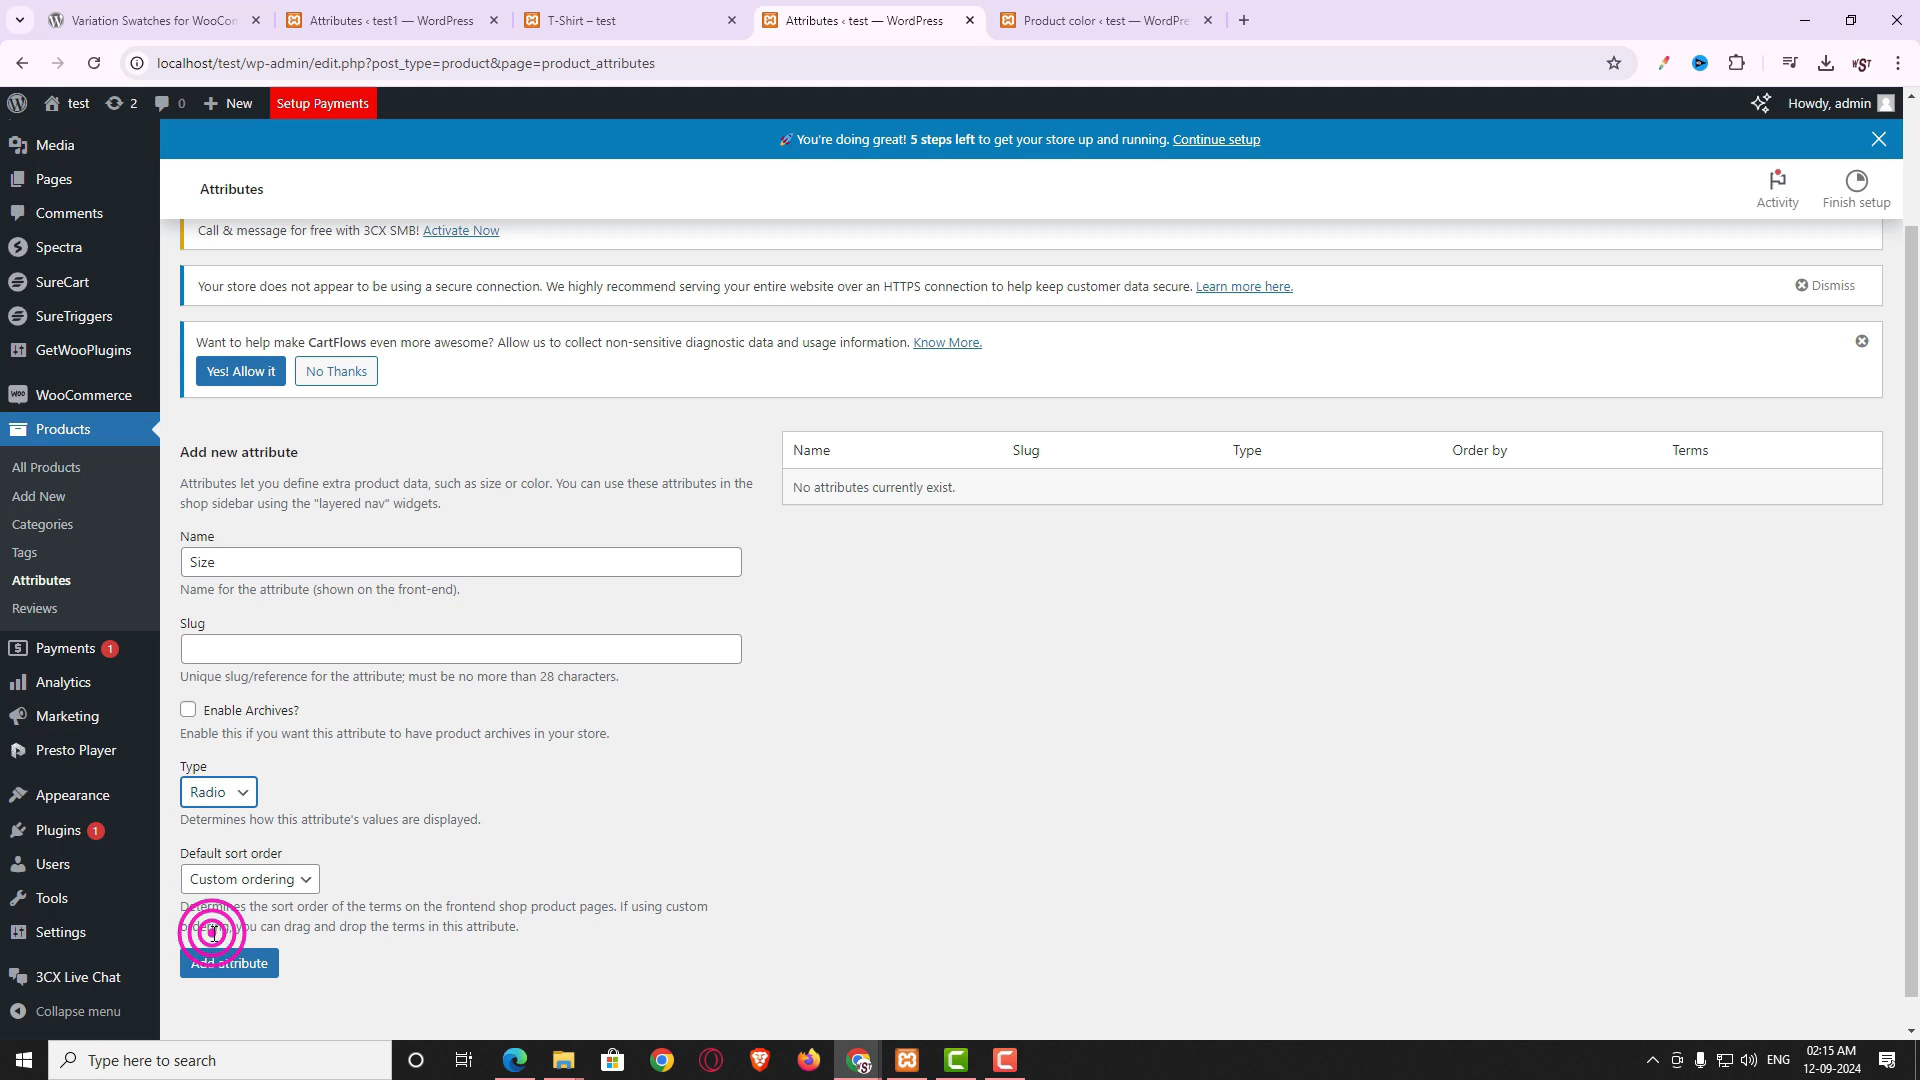 Variation Swatches for WooCon
Attributes ‹ test1 — WordPress
T-Shirt – test
Attributes ‹ test — WordPress
Product color ‹ test — WordPre
localhost/test/wp-admin/edit.php?post_type=product&page=product_attributes
test
2
0
New
Setup Payments
Howdy, admin
Media
Pages
Comments
Spectra
SureCart
SureTriggers
GetWooPlugins
WooCommerce
Products
All Products
Add New
Categories
Tags
Attributes
Reviews
Payments 1
Analytics
Marketing
Presto Player
Appearance
Plugins 1
Users
Tools
Settings
3CX Live Chat
Collapse menu
🚀 You're doing great! 5 steps left to get your store up and running. Continue setup
Attributes
Activity
Finish setup
Call & message for free with 3CX SMB! Activate Now
Your store does not appear to be using a secure connection. We highly recommend serving your entire website over an HTTPS connection to help keep customer data secure. Learn more here.
Dismiss
Want to help make CartFlows even more awesome? Allow us to collect non-sensitive diagnostic data and usage information. Know More.
Yes! Allow it
No Thanks
Add new attribute
Attributes let you define extra product data, such as size or color. You can use these attributes in the
shop sidebar using the "layered nav" widgets.
Name
Size
Name for the attribute (shown on the front-end).
Slug
Unique slug/reference for the attribute; must be no more than 28 characters.
Enable Archives?
Enable this if you want this attribute to have product archives in your store.
Type
Radio
Determines how this attribute's values are displayed.
Default sort order
Custom ordering
Determines the sort order of the terms on the frontend shop product pages. If using custom
ordering, you can drag and drop the terms in this attribute.
Add attribute
Name
Slug
Type
Order by
Terms
No attributes currently exist.
Type here to search
ENG
02:15 AM
12-09-2024